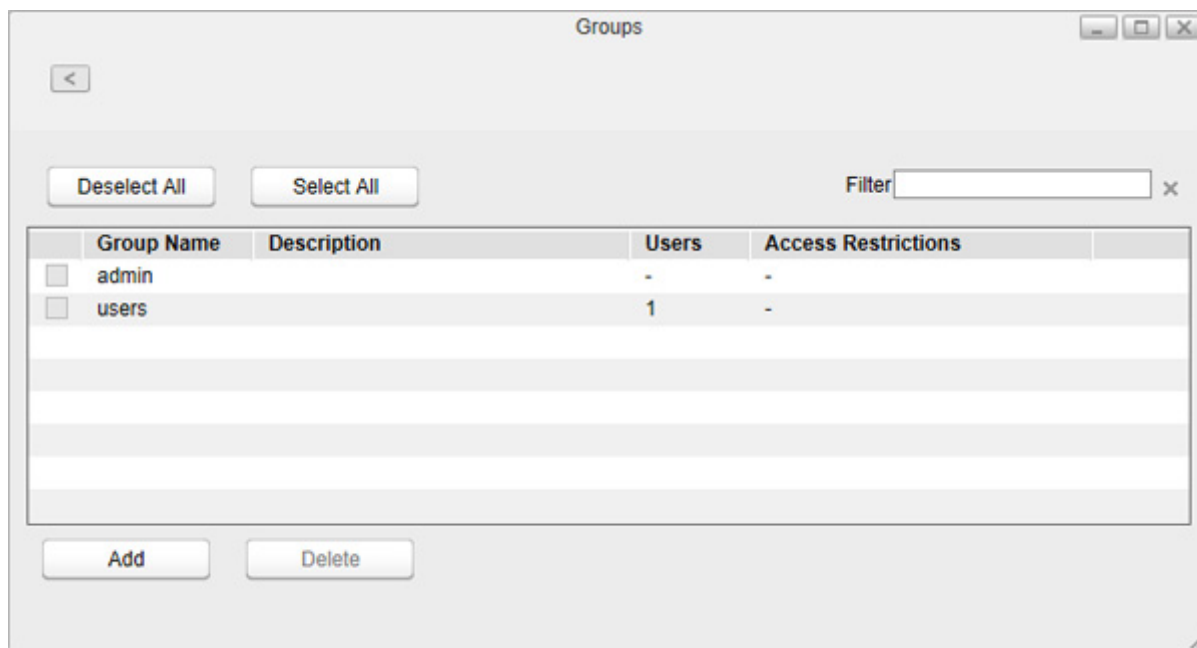 Groups
<
Deselect All Select All Filter
Group Name Description Users Access Restrictions
admin - -
users 1 -
Add Delete